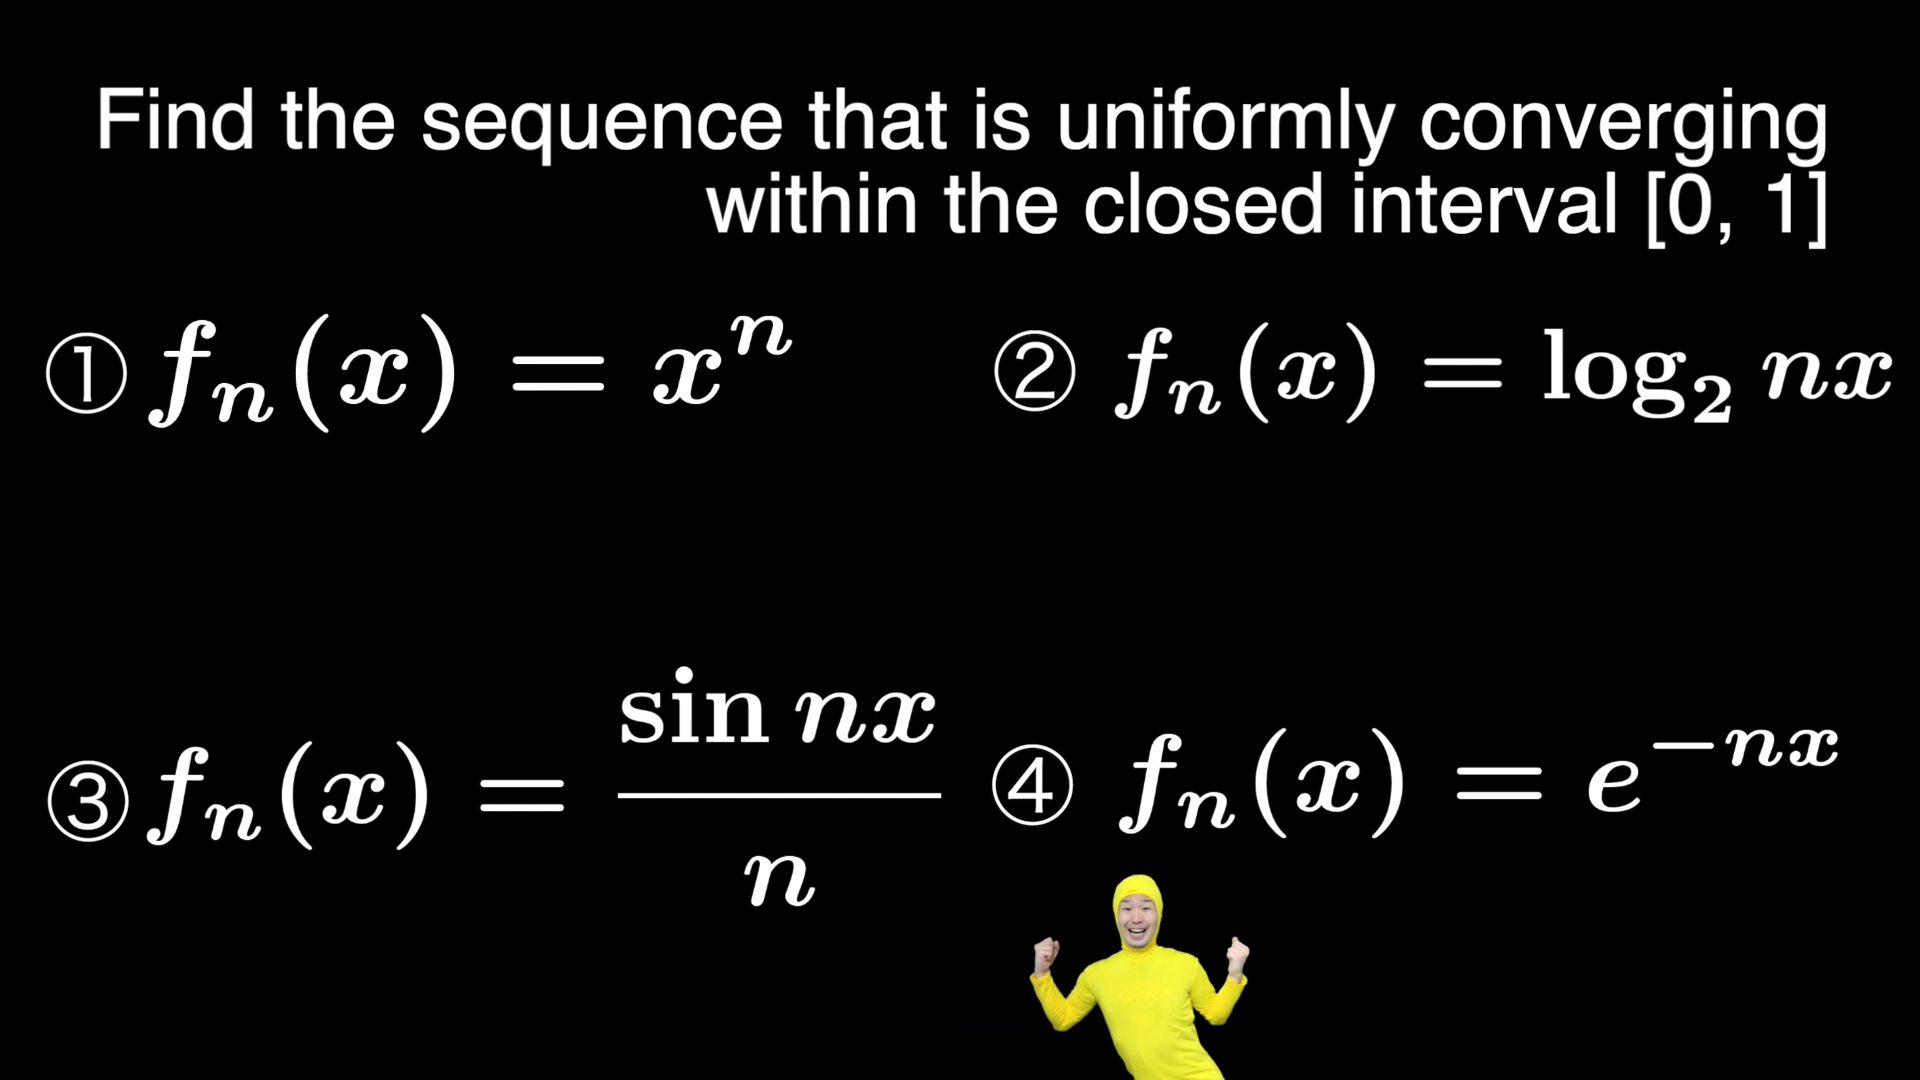 Find the sequence that is uniformly converging
within the closed interval [0, 1]
① fₙ(x) = xⁿ
② fₙ(x) = log₂ nx
③ fₙ(x) = sin nx / n
④ fₙ(x) = e⁻ⁿˣ